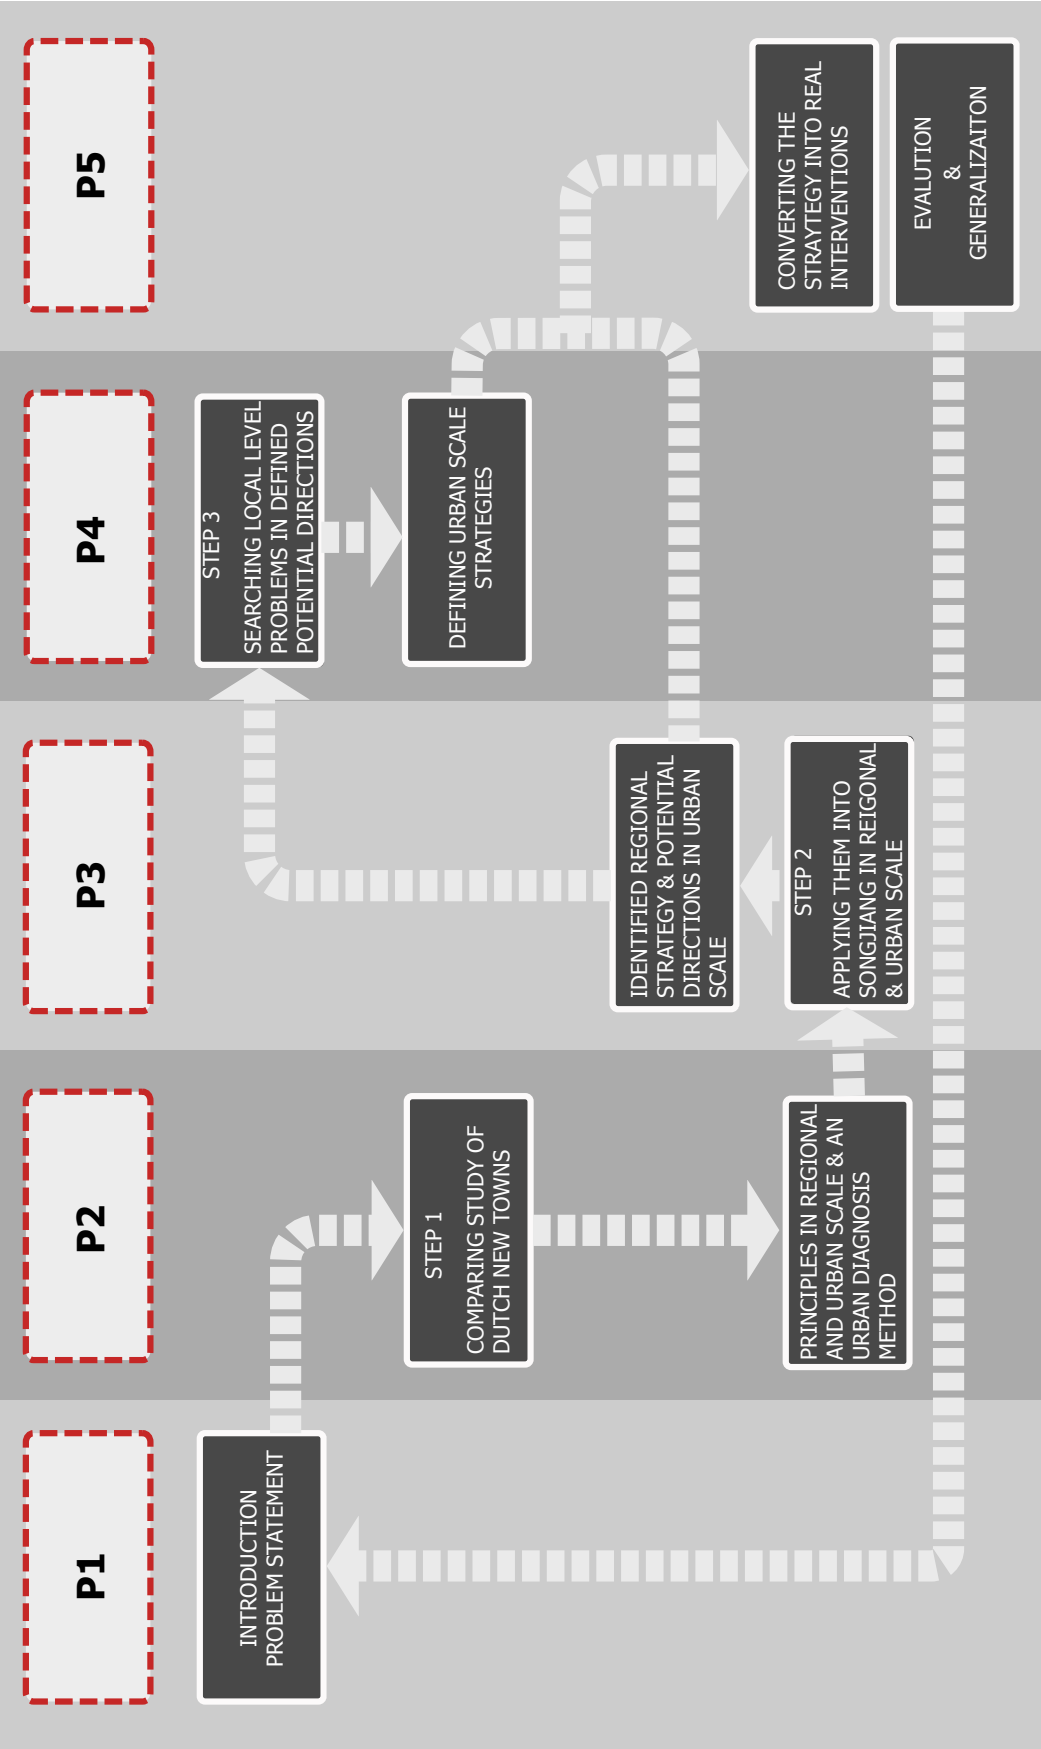 P1
P2
P3
P4
P5
INTRODUCTION
PROBLEM STATEMENT
STEP 1
COMPARING STUDY OF
DUTCH NEW TOWNS
PRINCIPLES IN REGIONAL
AND URBAN SCALE & AN
URBAN DIAGNOSIS
METHOD
STEP 2
APPLYING THEM INTO
SONGJIANG IN REIGONAL
& URBAN SCALE
IDENTIFIED REGIONAL
STRATEGY & POTENTIAL
DIRECTIONS IN URBAN
SCALE
STEP 3
SEARCHING LOCAL LEVEL
PROBLEMS IN DEFINED
POTENTIAL DIRECTIONS
DEFINING URBAN SCALE
STRATEGIES
CONVERTING THE
STRAYTEGY INTO REAL
INTERVENTIONS
EVALUTION
&
GENERALIZAITON